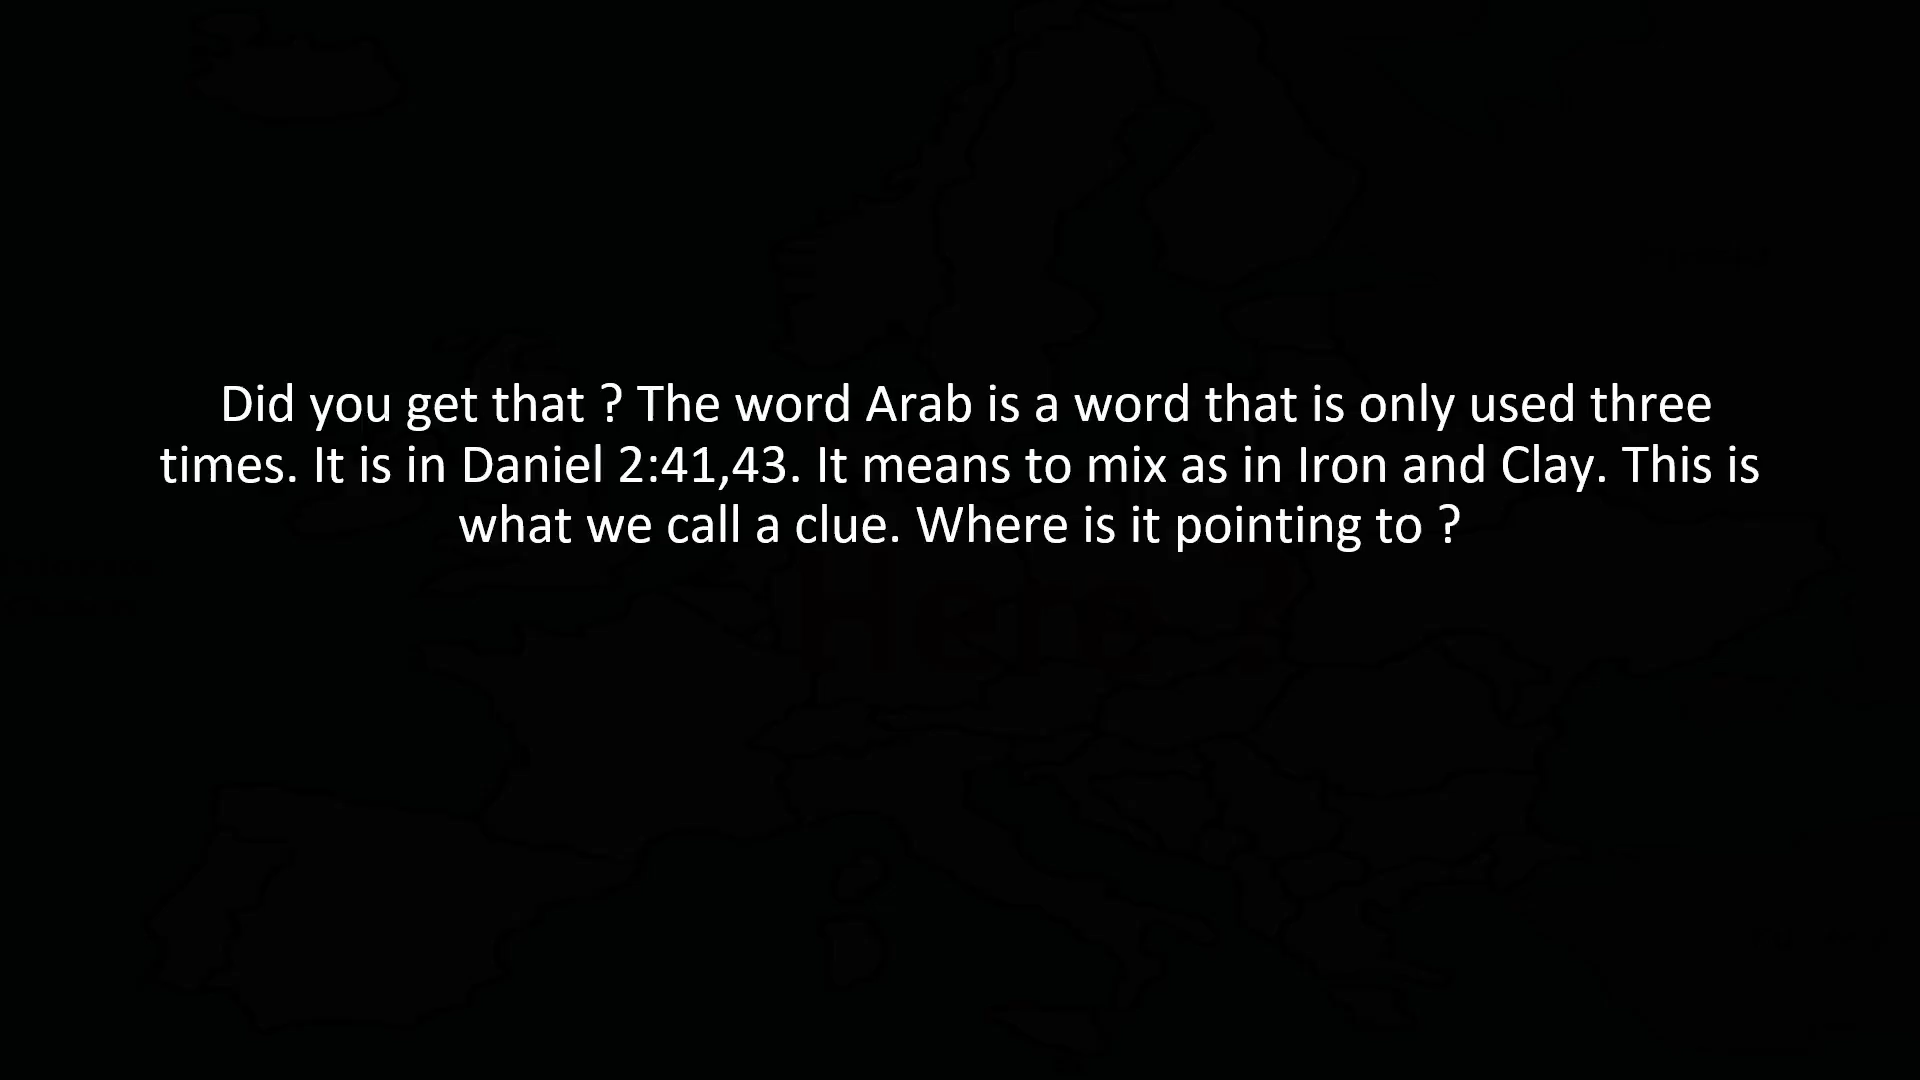 Did you get that ? The word Arab is a word that is only used three
times. It is in Daniel 2:41,43. It means to mix as in Iron and Clay. This is
what we call a clue. Where is it pointing to ?
Here ?